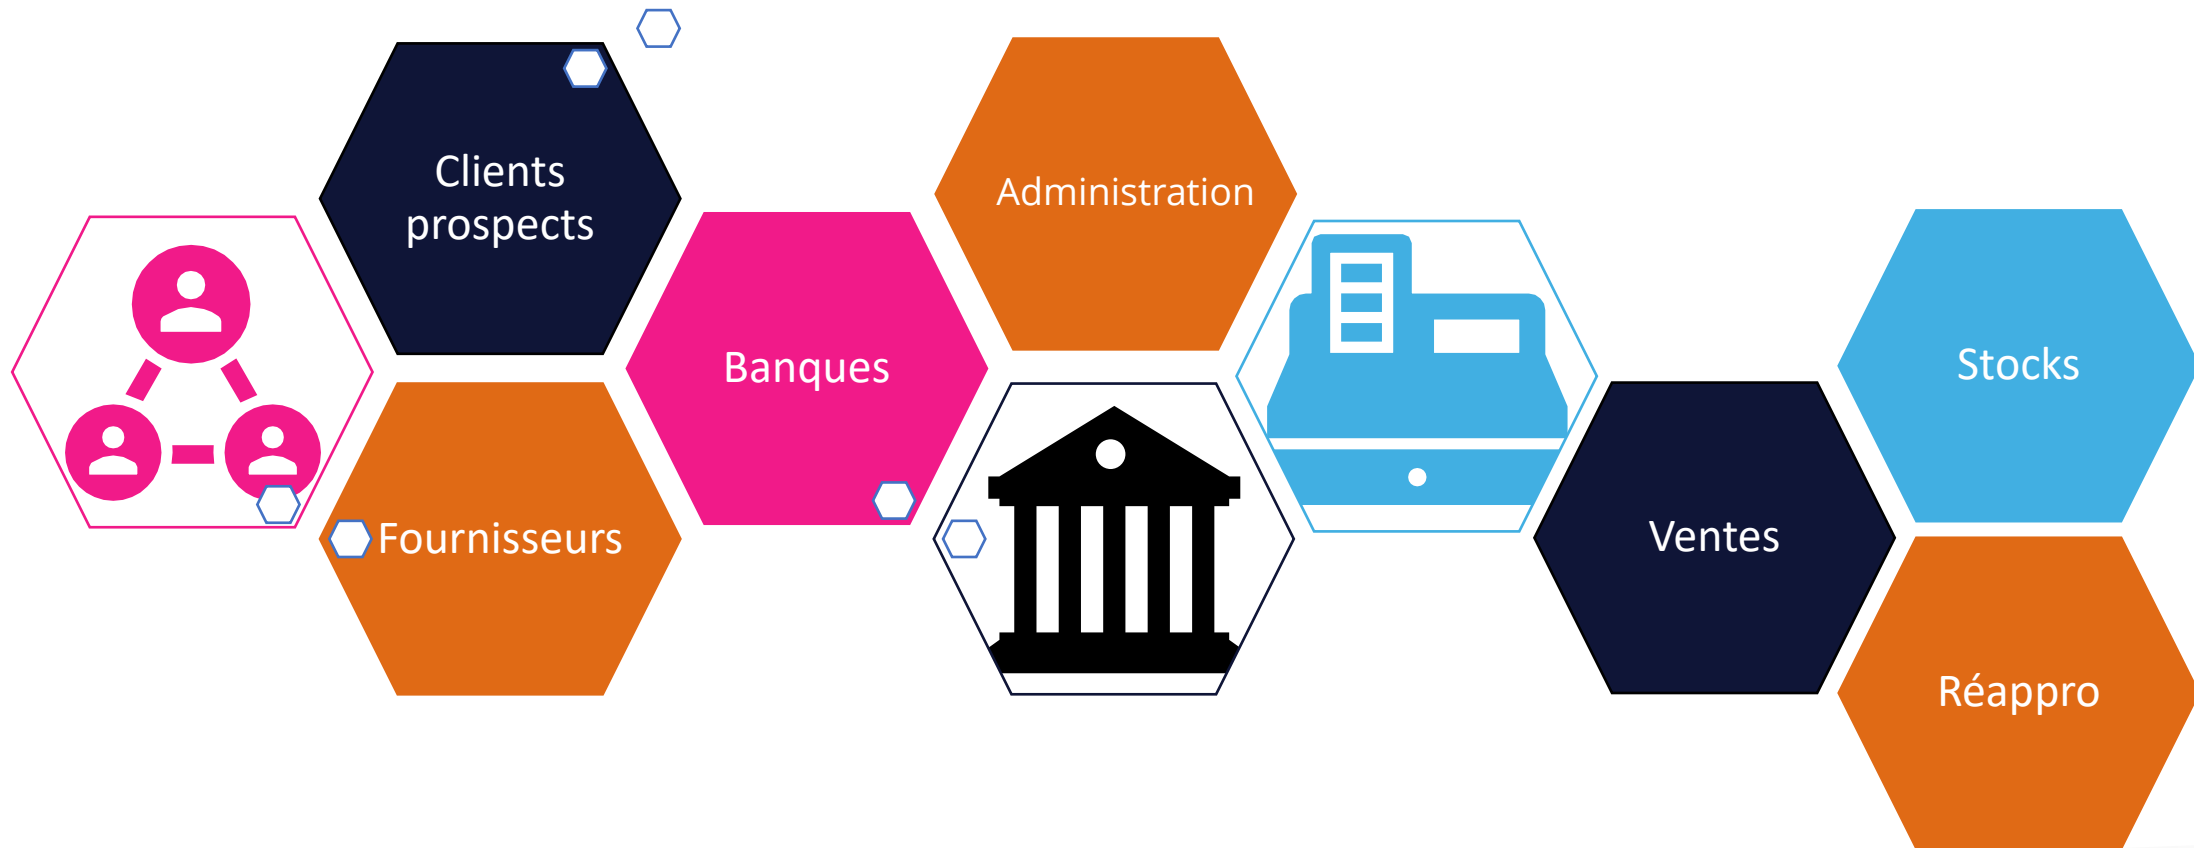 Clients
prospects
Fournisseurs
Banques
Administration
Ventes
Stocks
Réappro